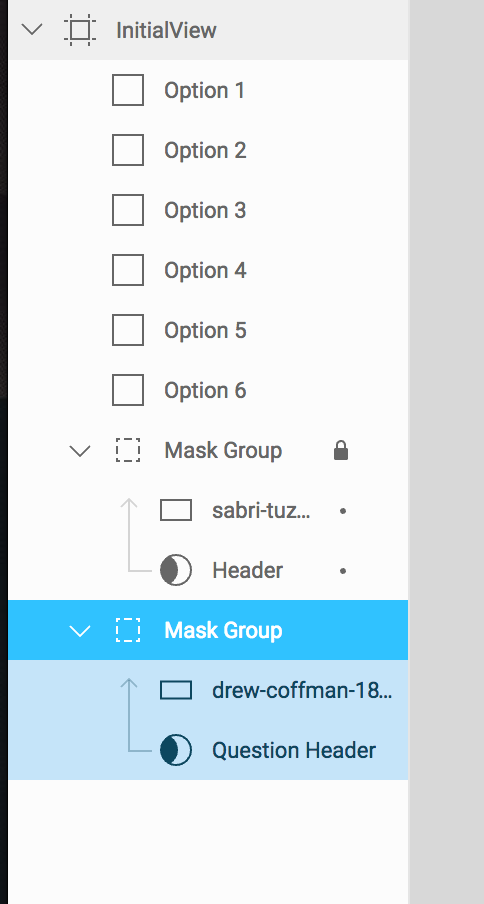 InitialView
Option 1
Option 2
Option 3
Option 4
Option 5
Option 6
Mask Group
sabri-tuz...
Header
Mask Group
drew-coffman-18...
Question Header